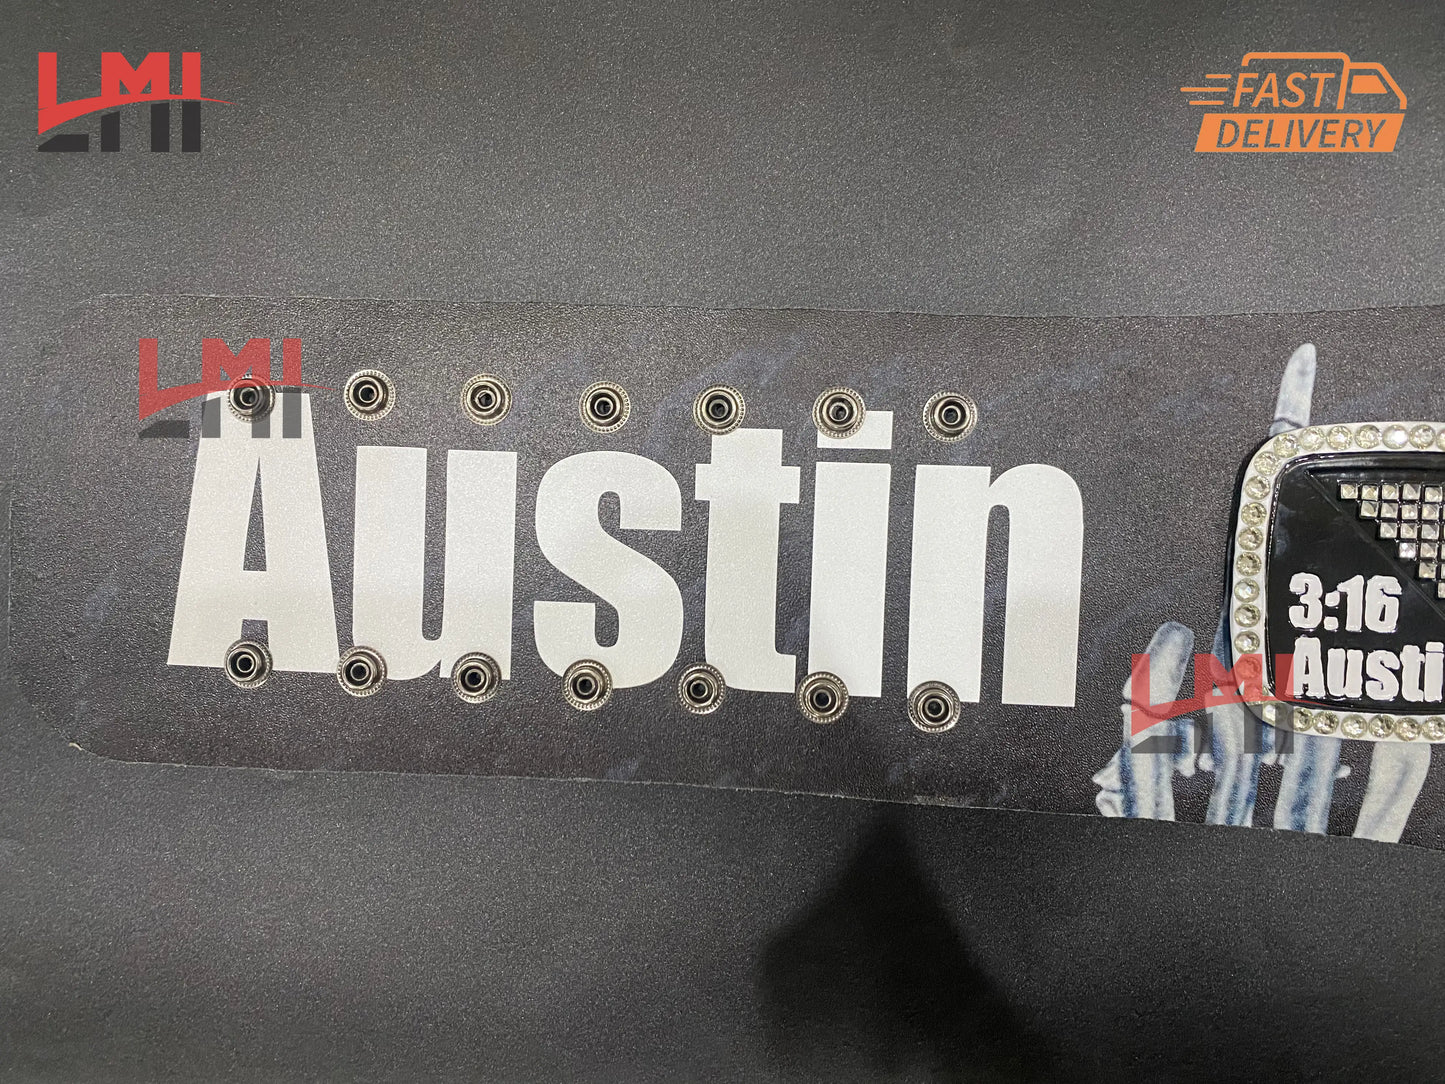 LMI
FAST
DELIVERY
LMI
Austin
3:16
Austi
LMI